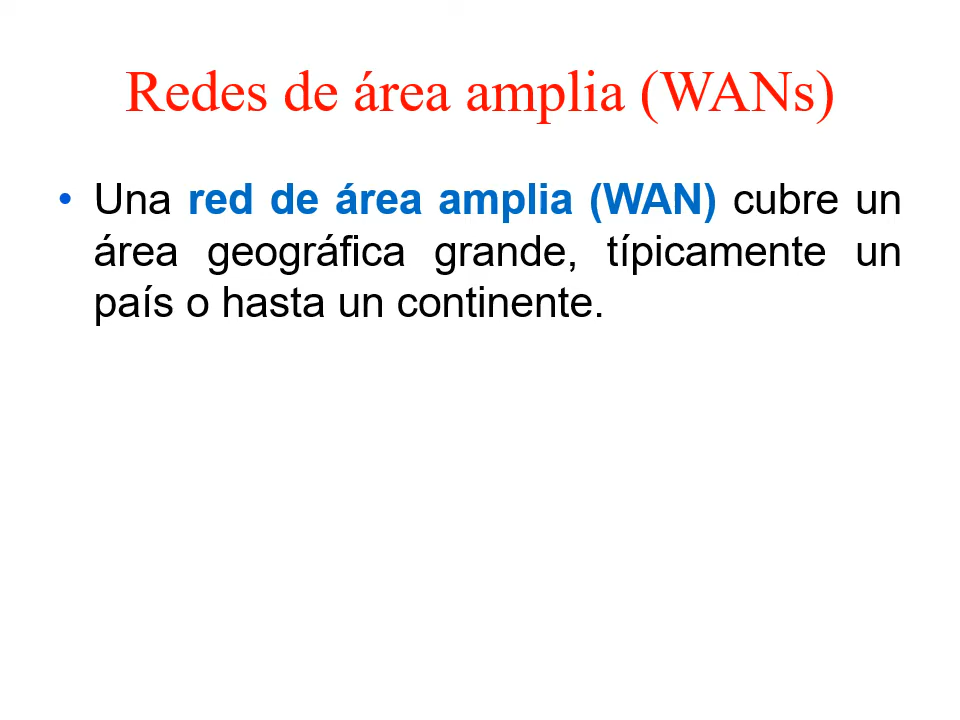 Redes de área amplia (WANs)
• Una red de área amplia (WAN) cubre un
área geográfica grande, típicamente un
país o hasta un continente.